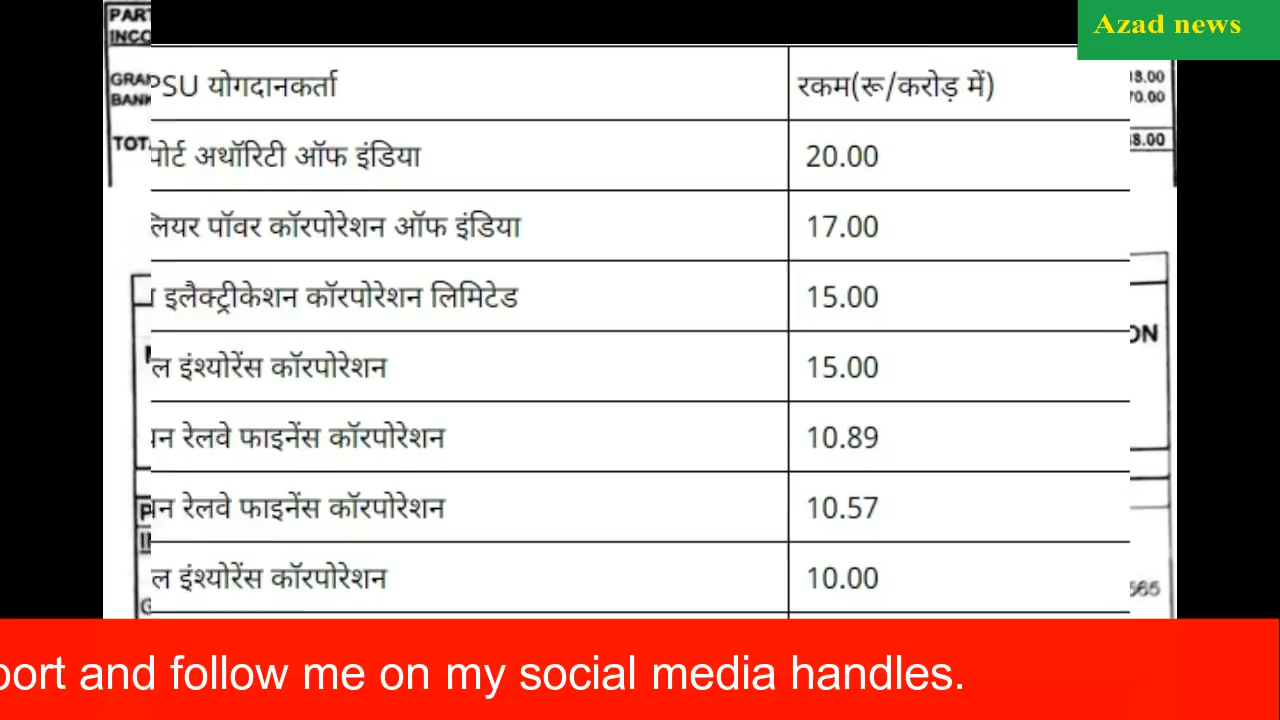 Azad news
PSU योगदानकर्ता रकम(रू/करोड़ में)
पोर्ट अथॉरिटी ऑफ इंडिया 20.00
लियर पॉवर कॉरपोरेशन ऑफ इंडिया 17.00
इलैक्ट्रीकेशन कॉरपोरेशन लिमिटेड 15.00
ल इंश्योरेंस कॉरपोरेशन 15.00
यन रेलवे फाइनेंस कॉरपोरेशन 10.89
यन रेलवे फाइनेंस कॉरपोरेशन 10.57
ल इंश्योरेंस कॉरपोरेशन 10.00
port and follow me on my social media handles.